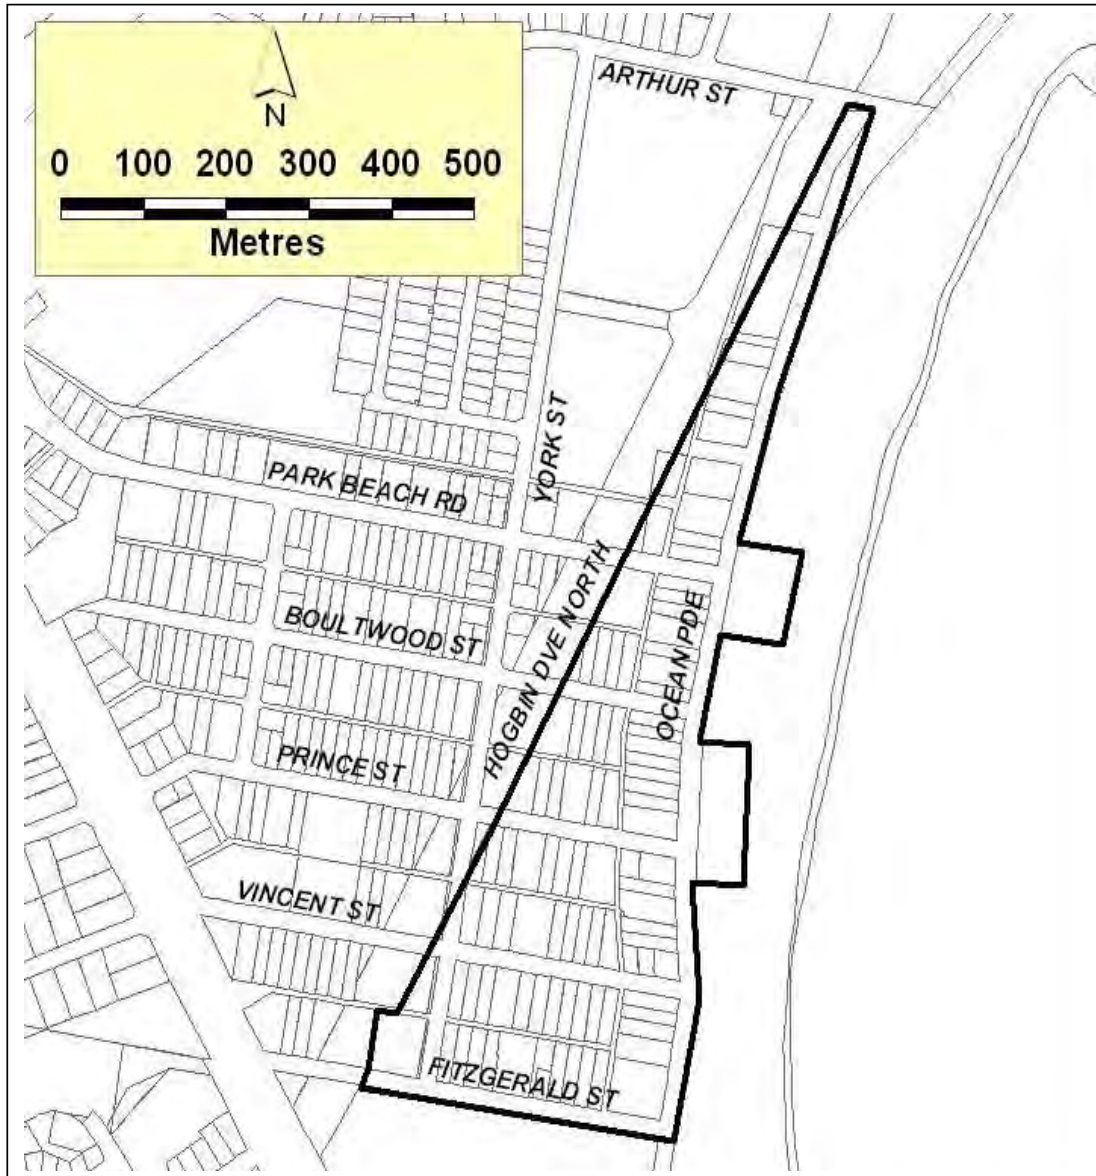 ARTHUR ST
N
0 100 200 300 400 500
Metres
YORK ST
PARK BEACH RD
HOGBIN DVE NORTH
BOULTWOOD ST
OCEAN PDE
PRINCE ST
VINCENT ST
FITZGERALD ST